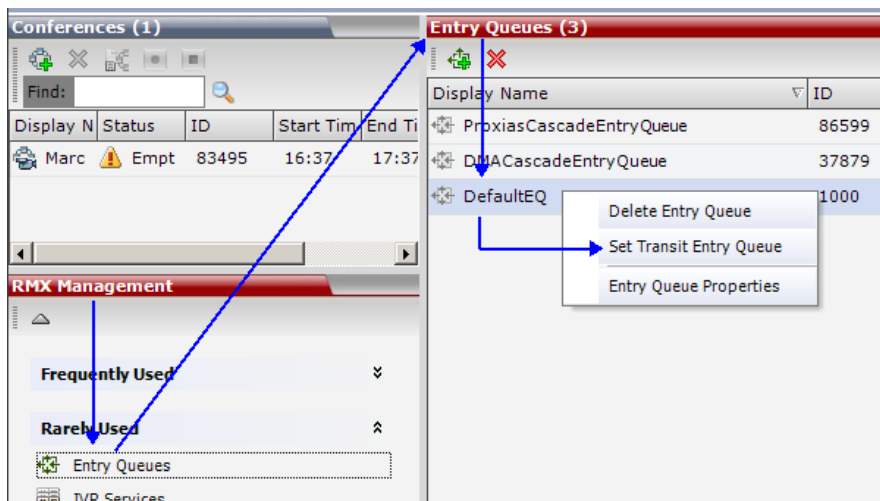 Conferences (1)
Find:
Display N Status ID Start Tim End Ti
Marc Empt 83495 16:37 17:37
RMX Management
Frequently Used
Rarely Used
Entry Queues
IVR Services
Entry Queues (3)
Display Name ID
ProxiasCascadeEntryQueue 86599
DMACascadeEntryQueue 37879
DefaultEQ 1000
Delete Entry Queue
Set Transit Entry Queue
Entry Queue Properties